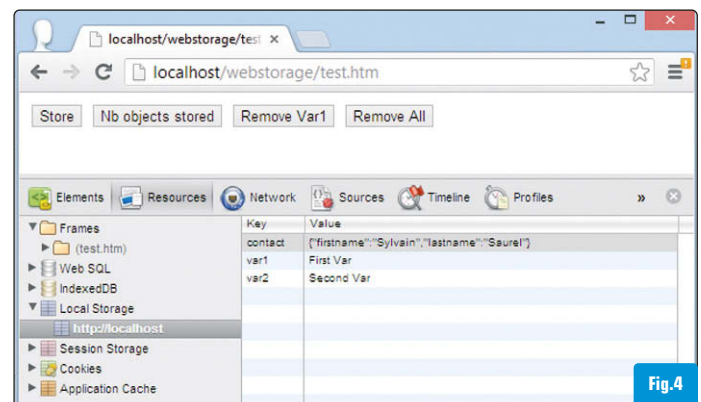 localhost/webstorage/test
localhost/webstorage/test.htm
Store Nb objects stored Remove Var1 Remove All
Elements Resources Network Sources Timeline Profiles »
Frames
(test.htm)
Web SQL
IndexedDB
Local Storage
http://localhost
Session Storage
Cookies
Application Cache
Key Value
contact {"firstname":"Sylvain","lastname":"Saurel"}
var1 First Var
var2 Second Var
Fig.4